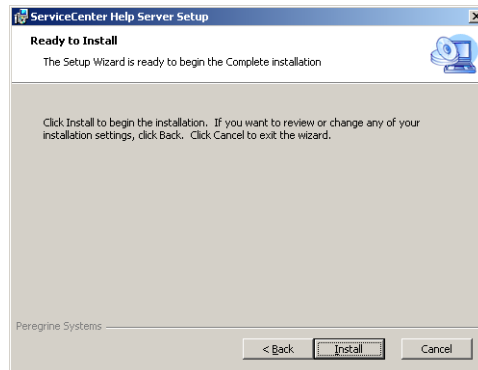 ServiceCenter Help Server Setup
Ready to Install
The Setup Wizard is ready to begin the Complete installation
Click Install to begin the installation. If you want to review or change any of your
installation settings, click Back. Click Cancel to exit the wizard.
Peregrine Systems
< Back Install Cancel